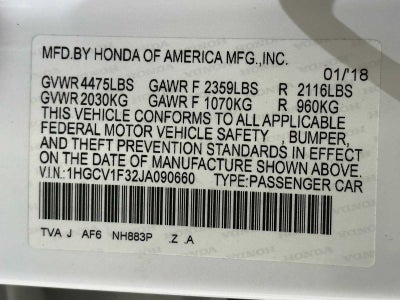 MFD.BY HONDA OF AMERICA MFG.,INC.
01/'18
GVWR 4475LBS GAWR F 2359LBS R 2116LBS
GVWR 2030KG GAWR F 1070KG R 960KG
THIS VEHICLE CONFORMS TO ALL APPLICABLE
FEDERAL MOTOR VEHICLE SAFETY , BUMPER,
AND THEFT PREVENTION STANDARDS IN EFFECT
ON THE DATE OF MANUFACTURE SHOWN ABOVE.
V.I.N.:1HGCV1F32JA090660 TYPE:PASSENGER CAR
TVA J AF6 NH883P .Z .A